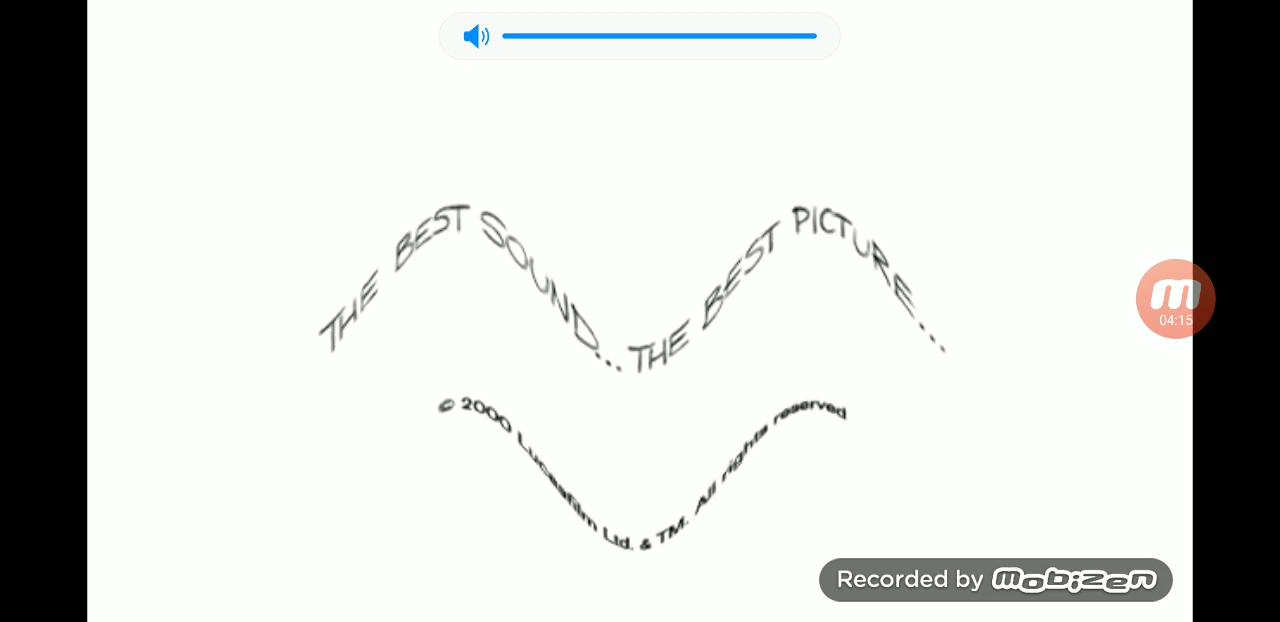 THE BEST SOUND... THE BEST PICTURE...
© 2000 Lucasfilm Ltd. & TM. All rights reserved
04:15
Recorded by mobizen